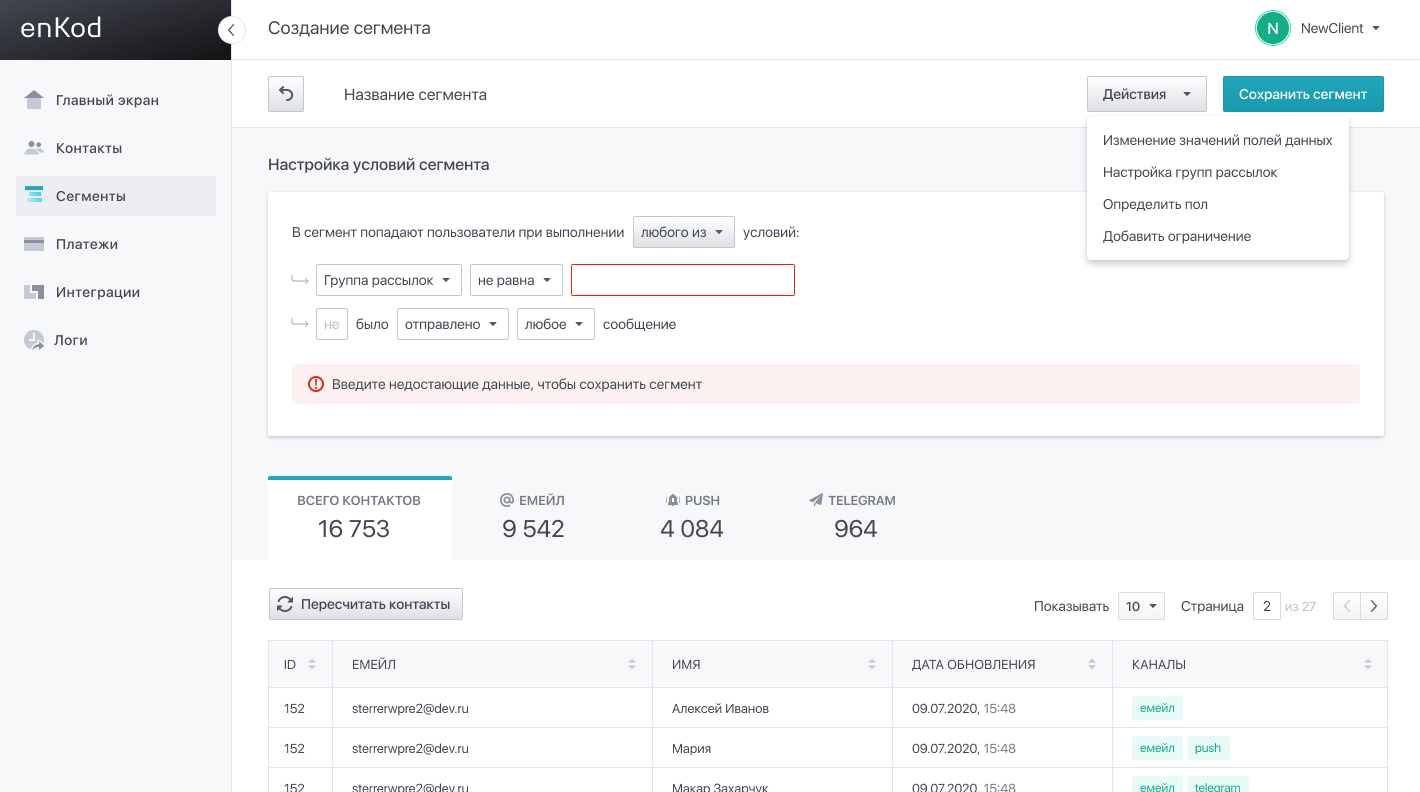 enKod
Создание сегмента
N NewClient
Главный экран
Контакты
Сегменты
Платежи
Интеграции
Логи
Название сегмента
Действия
Сохранить сегмент
Изменение значений полей данных
Настройка групп рассылок
Определить пол
Добавить ограничение
Настройка условий сегмента
В сегмент попадают пользователи при выполнении любого из условий:
Группа рассылок не равна
не было отправлено любое сообщение
Введите недостающие данные, чтобы сохранить сегмент
ВСЕГО КОНТАКТОВ
16 753
ЕМЕЙЛ
9 542
PUSH
4 084
TELEGRAM
964
Пересчитать контакты
Показывать 10 Страница 2 из 27
ID ЕМЕЙЛ ИМЯ ДАТА ОБНОВЛЕНИЯ КАНАЛЫ
152 sterrerwpre2@dev.ru Алексей Иванов 09.07.2020, 15:48 емейл
152 sterrerwpre2@dev.ru Мария 09.07.2020, 15:48 емейл push
152 sterrerwpre2@dev.ru Макар Захарчук 09.07.2020, 15:48 емейл telegram